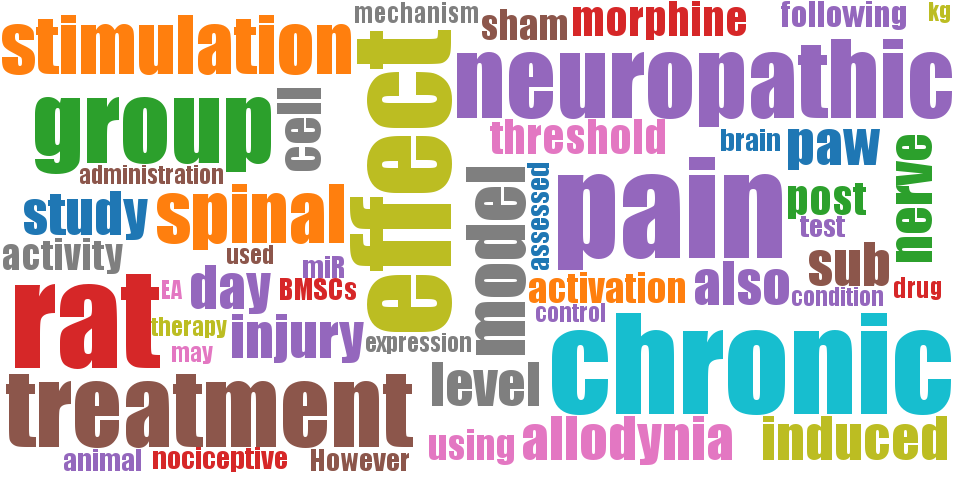 mechanism
sham
morphine
following
kg
stimulation
effect
neuropathic
group
cell
threshold
brain
paw
nerve
administration
study
spinal
model
assessed
pain
post
test
activity
used
miR
sub
rat
EA
day
BMSCs
activation
also
condition
drug
therapy
may
injury
expression
control
chronic
treatment
level
using
allodynia
induced
animal
nociceptive
However